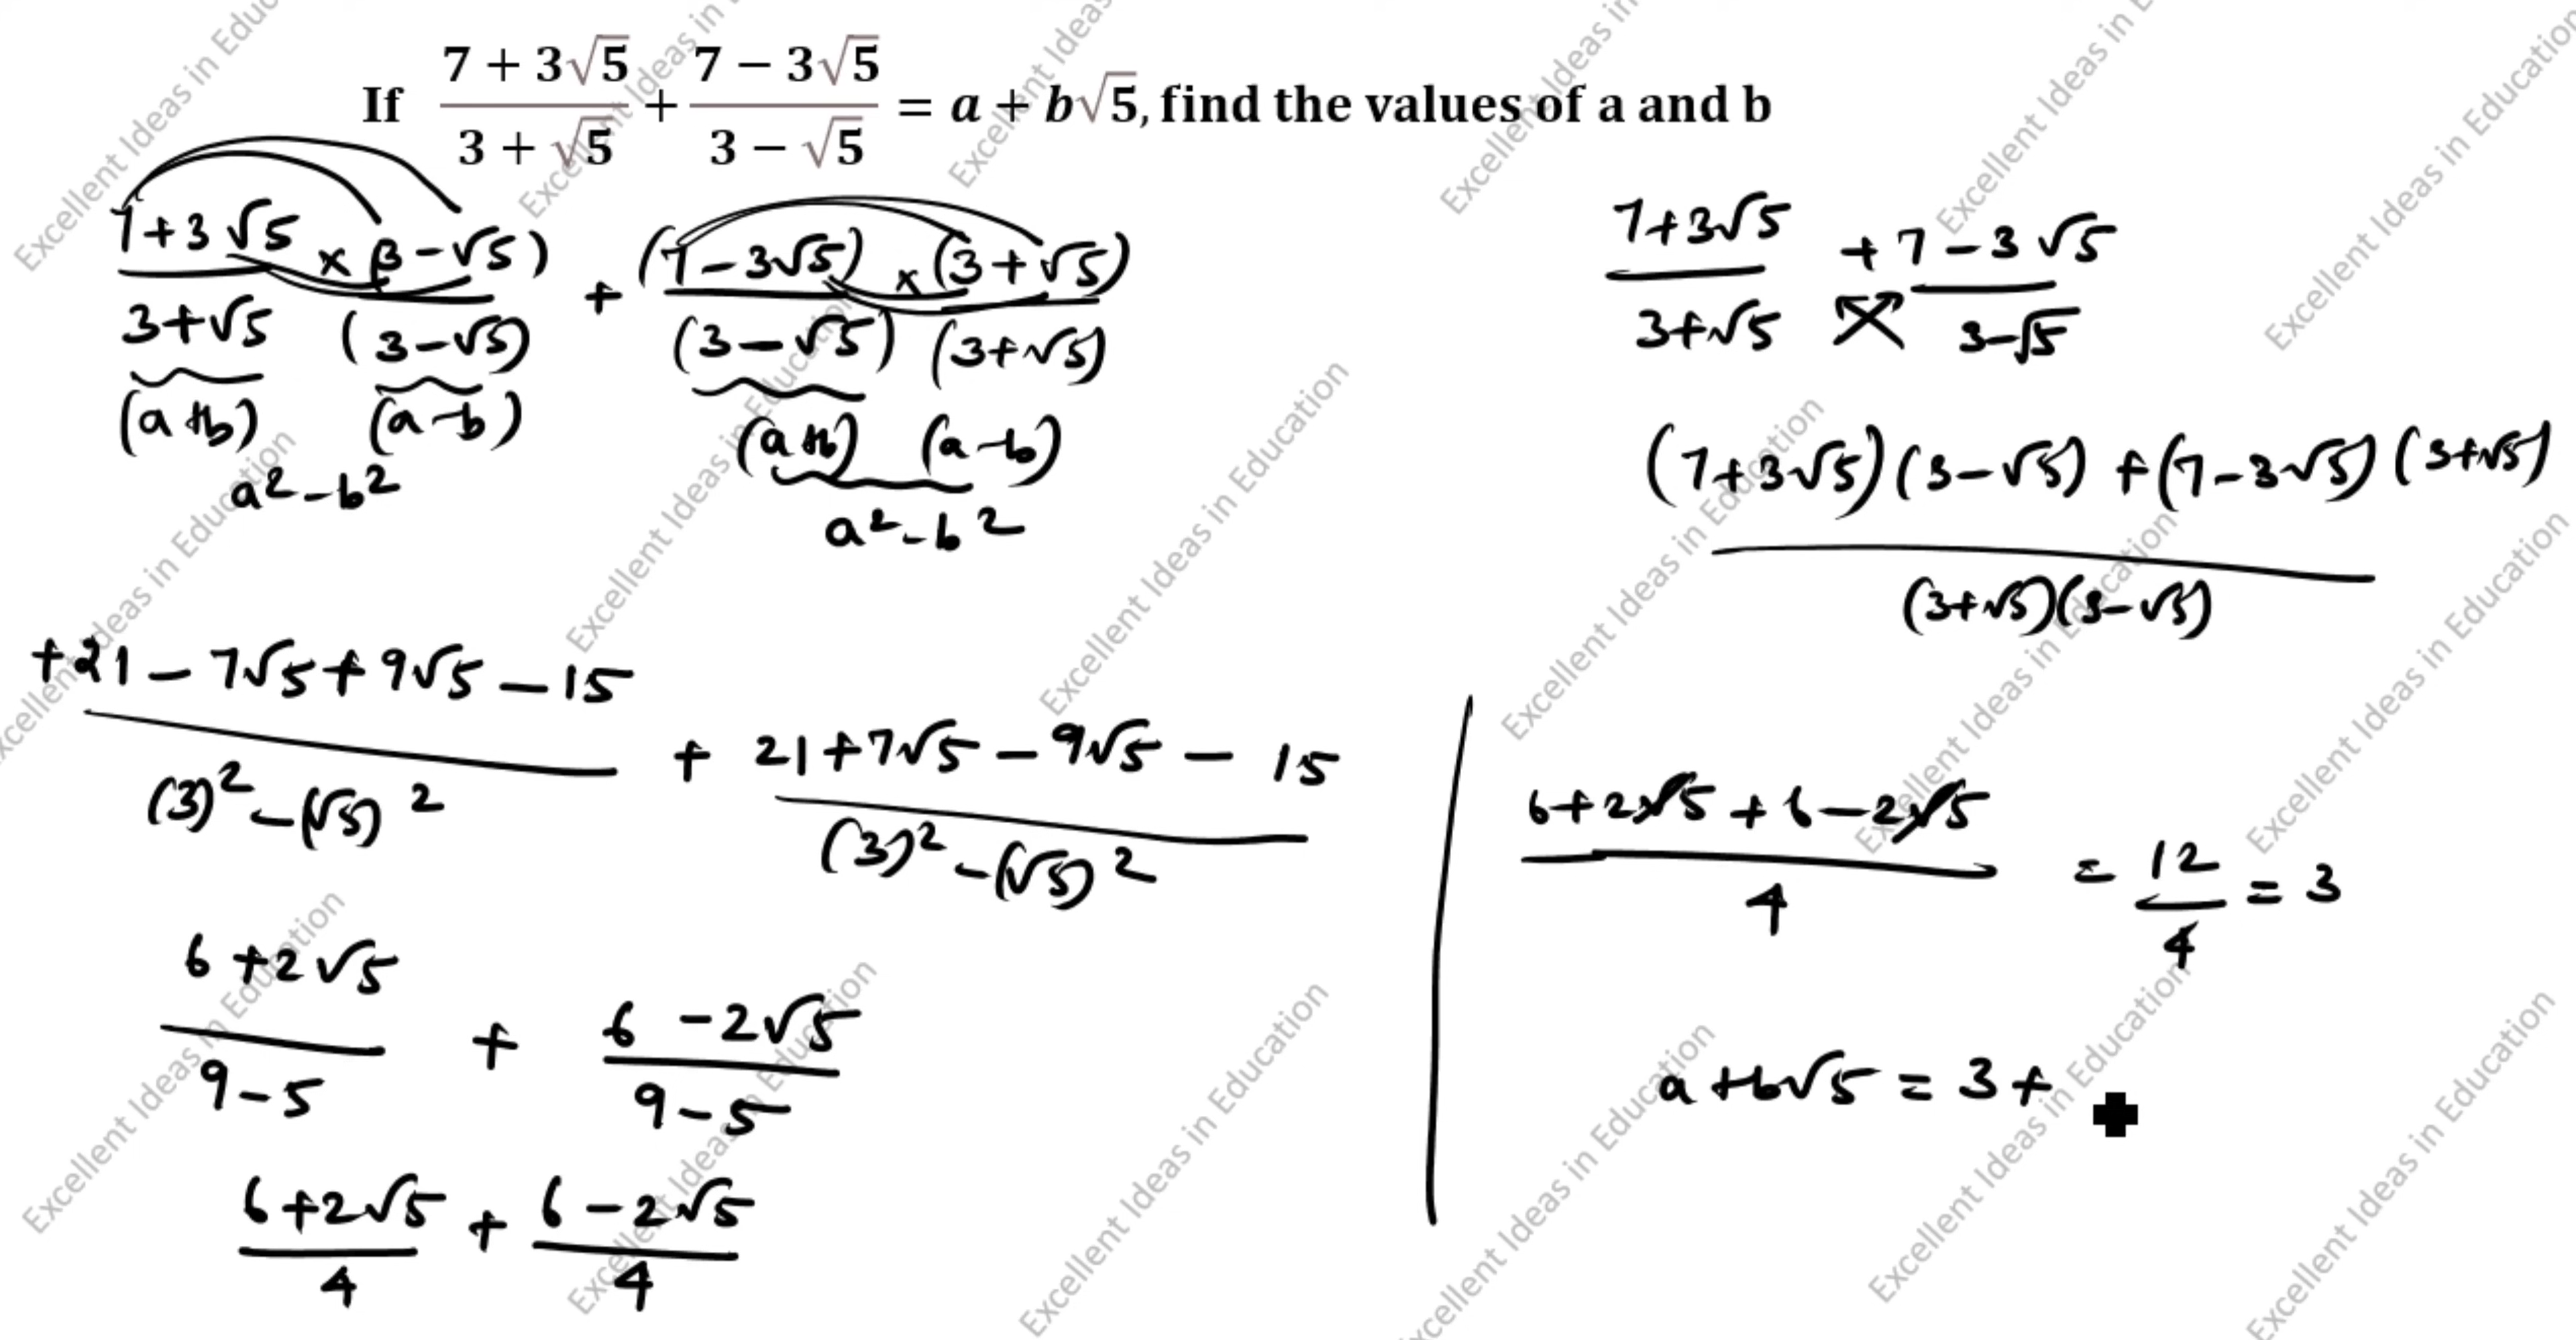 If (7 + 3√5)/(3 + √5) + (7 − 3√5)/(3 − √5) = a + b√5, find the values of a and b
(7+3√5)/(3+√5) × (3−√5)/(3−√5) + (7−3√5)/(3−√5) × (3+√5)/(3+√5)
(a+b) (a−b) (a+b) (a−b)
a²−b² a²−b²
+21−7√5+9√5−15/(3)²−(√5)² + 21+7√5−9√5−15/(3)²−(√5)²
6+2√5/9−5 + 6−2√5/9−5
6+2√5/4 + 6−2√5/4
7+3√5/3+√5 + 7−3√5/3−√5
(7+3√5)(3−√5)+(7−3√5)(3+√5)/(3+√5)(3−√5)
6+2√5+6−2√5/4 = 12/4 = 3
a+b√5 = 3+
Excellent Ideas in Education